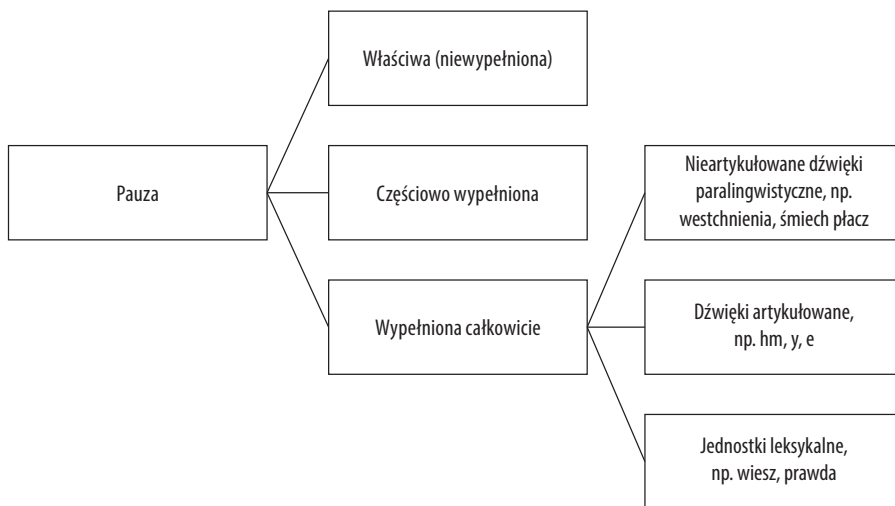 Właściwa (niewypełniona)
Pauza
Częściowo wypełniona
Wypełniona całkowicie
Nieartykułowane dźwięki
paralingwistyczne, np.
westchnienia, śmiech płacz
Dźwięki artykułowane,
np. hm, y, e
Jednostki leksykalne,
np. wiesz, prawda